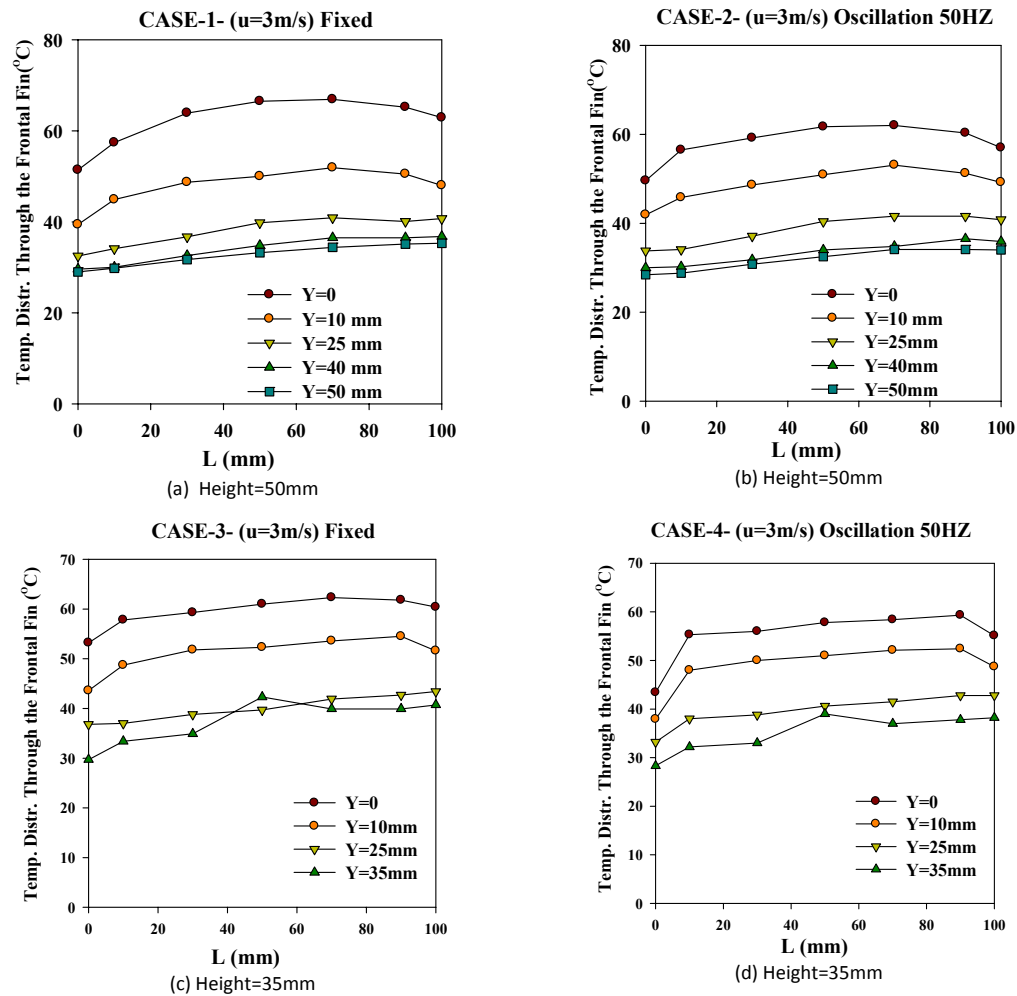 CASE-1- (u=3m/s) Fixed
Temp. Distr. Through the Frontal Fin(°C)
80
60
40
20
0
Y=0
Y=10 mm
Y=25 mm
Y=40 mm
Y=50 mm
0 20 40 60 80 100
L (mm)
(a) Height=50mm
CASE-2- (u=3m/s) Oscillation 50HZ
Temp. Distr. Through the Frontal Fin(°C)
80
60
40
20
0
Y=0
Y=10 mm
Y=25mm
Y=40mm
Y=50mm
0 20 40 60 80 100
L (mm)
(b) Height=50mm
CASE-3- (u=3m/s) Fixed
Temp. Distr. Through the Frontal Fin (°C)
70
60
50
40
30
20
10
0
Y=0
Y=10mm
Y=25mm
Y=35mm
0 20 40 60 80 100
L (mm)
(c) Height=35mm
CASE-4- (u=3m/s) Oscillation 50HZ
Temp. Distr. Through the Frontal Fin (°C)
70
60
50
40
30
20
10
0
Y=0
Y=10mm
Y=25mm
Y=35mm
0 20 40 60 80 100
L (mm)
(d) Height=35mm